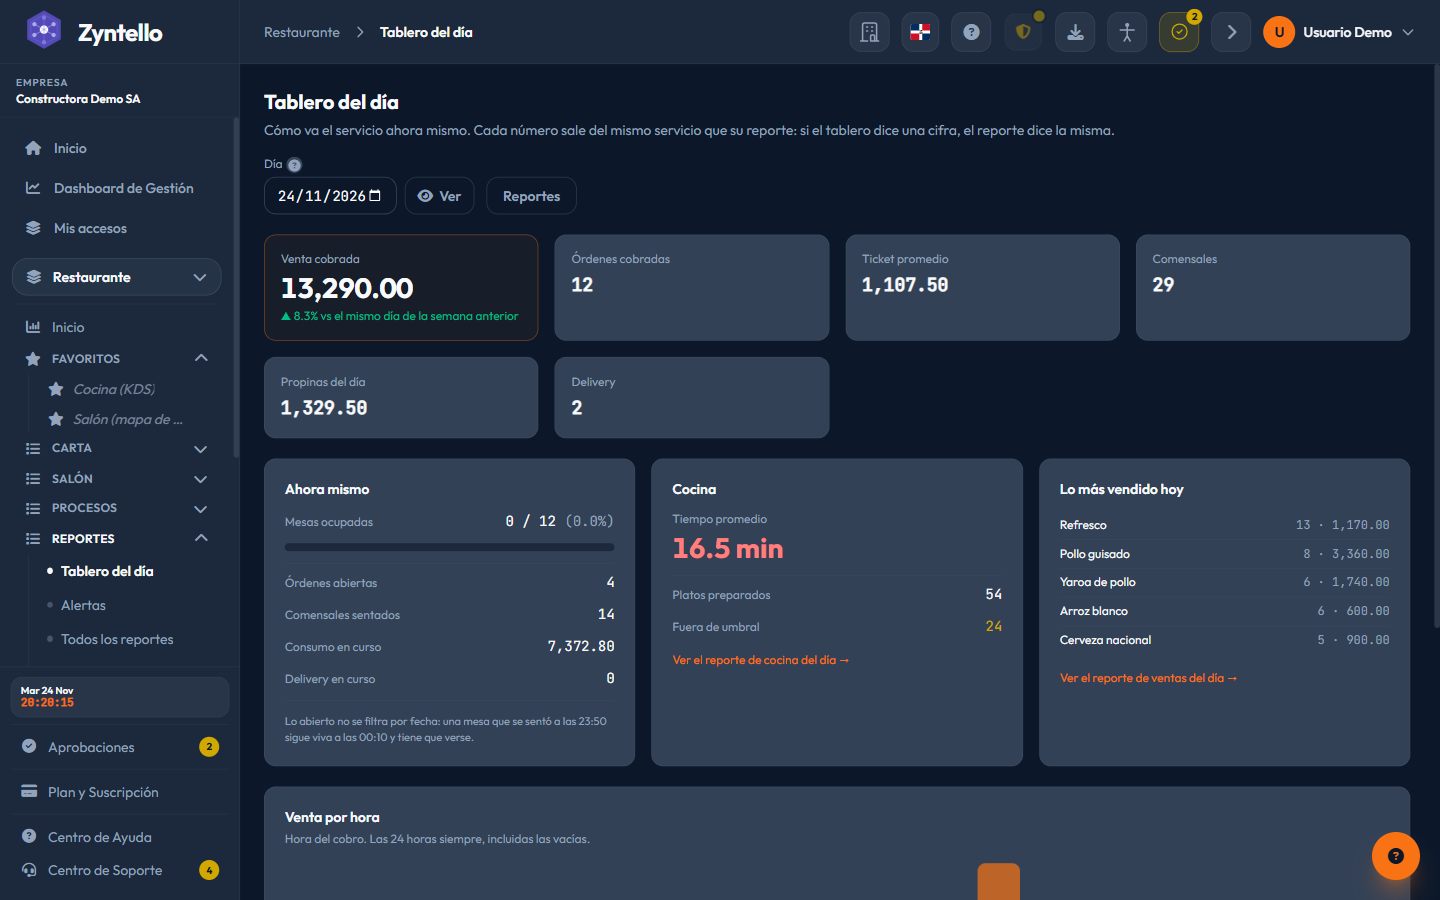 Zyntello
Restaurante
Tablero del día
2
U
Usuario Demo
EMPRESA
Constructora Demo SA
Inicio
Dashboard de Gestión
Mis accesos
Restaurante
Inicio
FAVORITOS
Cocina (KDS)
Salón (mapa de ...
CARTA
SALÓN
PROCESOS
REPORTES
Tablero del día
Alertas
Todos los reportes
Mar 24 Nov
20:20:15
Aprobaciones
2
Plan y Suscripción
Centro de Ayuda
Centro de Soporte
4
Tablero del día
Cómo va el servicio ahora mismo. Cada número sale del mismo servicio que su reporte: si el tablero dice una cifra, el reporte dice la misma.
Día ?
24/11/2026
Ver
Reportes
Venta cobrada
13,290.00
▲ 8.3% vs el mismo día de la semana anterior
Órdenes cobradas
12
Ticket promedio
1,107.50
Comensales
29
Propinas del día
1,329.50
Delivery
2
Ahora mismo
Mesas ocupadas 0 / 12 (0.0%)
Órdenes abiertas 4
Comensales sentados 14
Consumo en curso 7,372.80
Delivery en curso 0
Lo abierto no se filtra por fecha: una mesa que se sentó a las 23:50
sigue viva a las 00:10 y tiene que verse.
Cocina
Tiempo promedio
16.5 min
Platos preparados 54
Fuera de umbral 24
Ver el reporte de cocina del día →
Lo más vendido hoy
Refresco 13 · 1,170.00
Pollo guisado 8 · 3,360.00
Yaroa de pollo 6 · 1,740.00
Arroz blanco 6 · 600.00
Cerveza nacional 5 · 900.00
Ver el reporte de ventas del día →
Venta por hora
Hora del cobro. Las 24 horas siempre, incluidas las vacías.
?